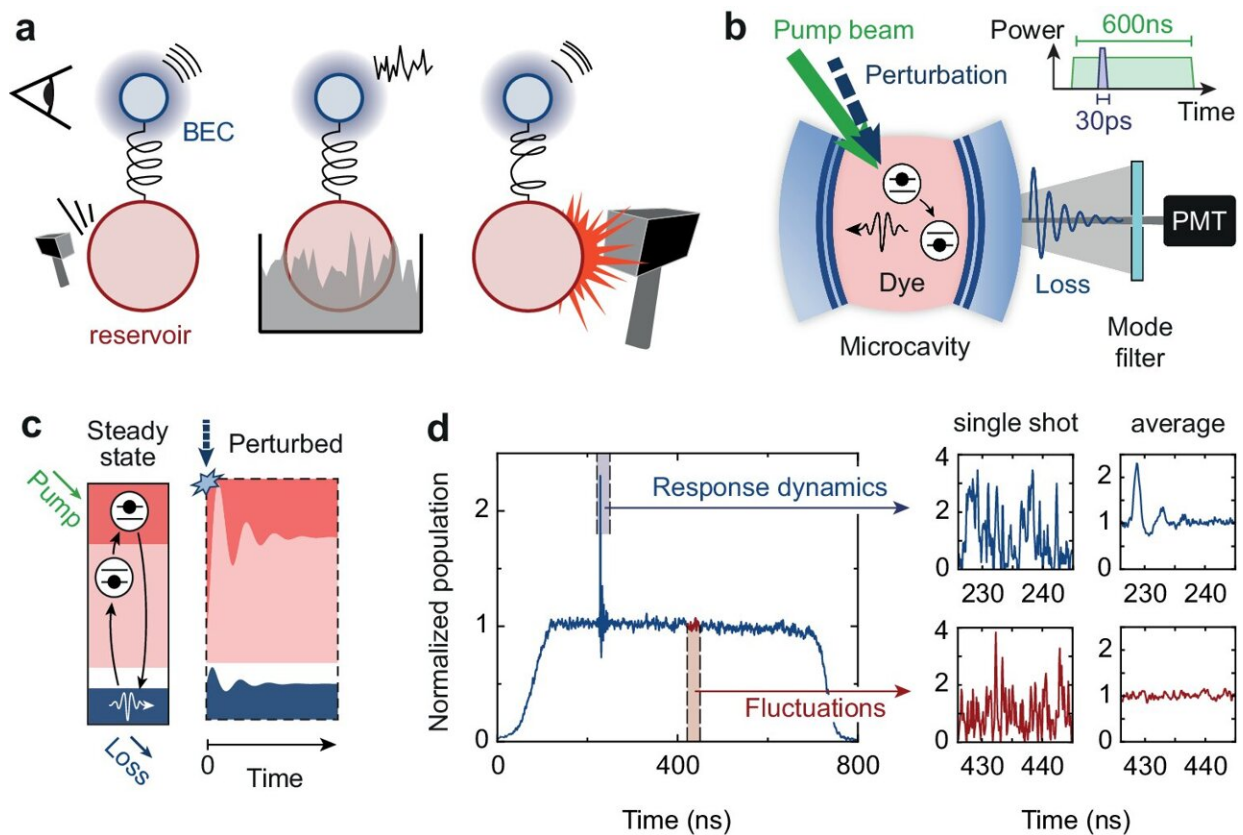 a
BEC
reservoir
b
Pump beam
Perturbation
Power
600ns
30ps
Time
Dye
Microcavity
Loss
Mode
filter
PMT
c
Steady
state
Perturbed
Pump
Loss
0
Time
d
Normalized population
2
1
0
0
400
800
Time (ns)
Response dynamics
Fluctuations
single shot
average
4
2
0
230
240
2
1
0
230
240
4
2
0
430
440
2
1
0
430
440
Time (ns)